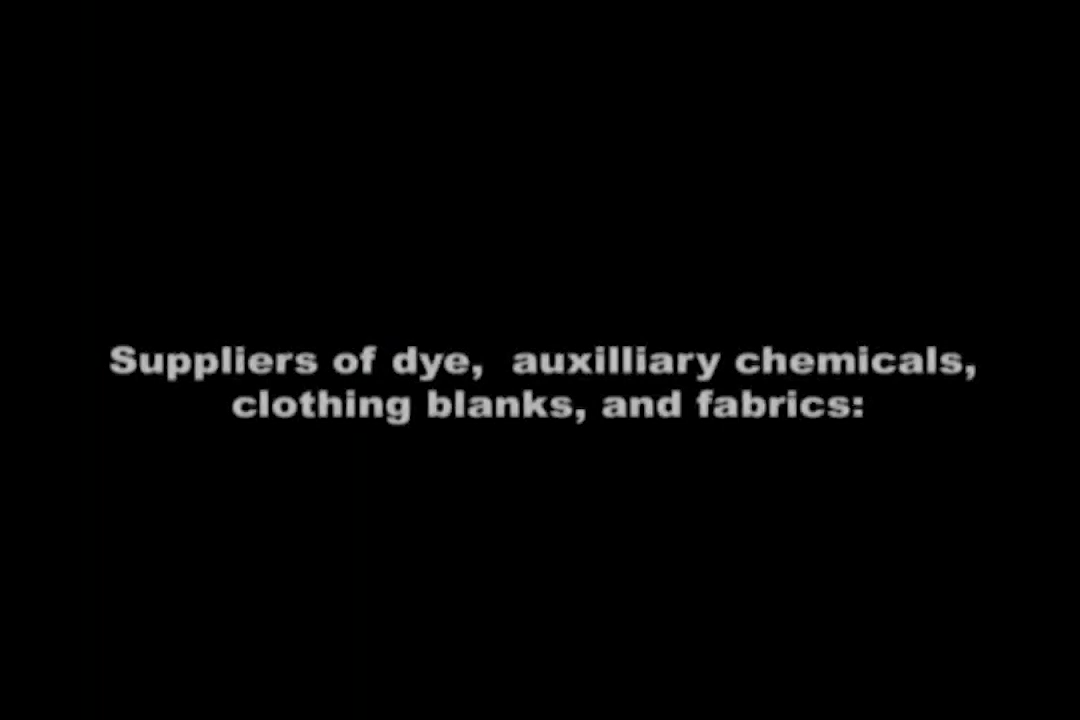 Suppliers of dye,  auxilliary chemicals,
clothing blanks, and fabrics: